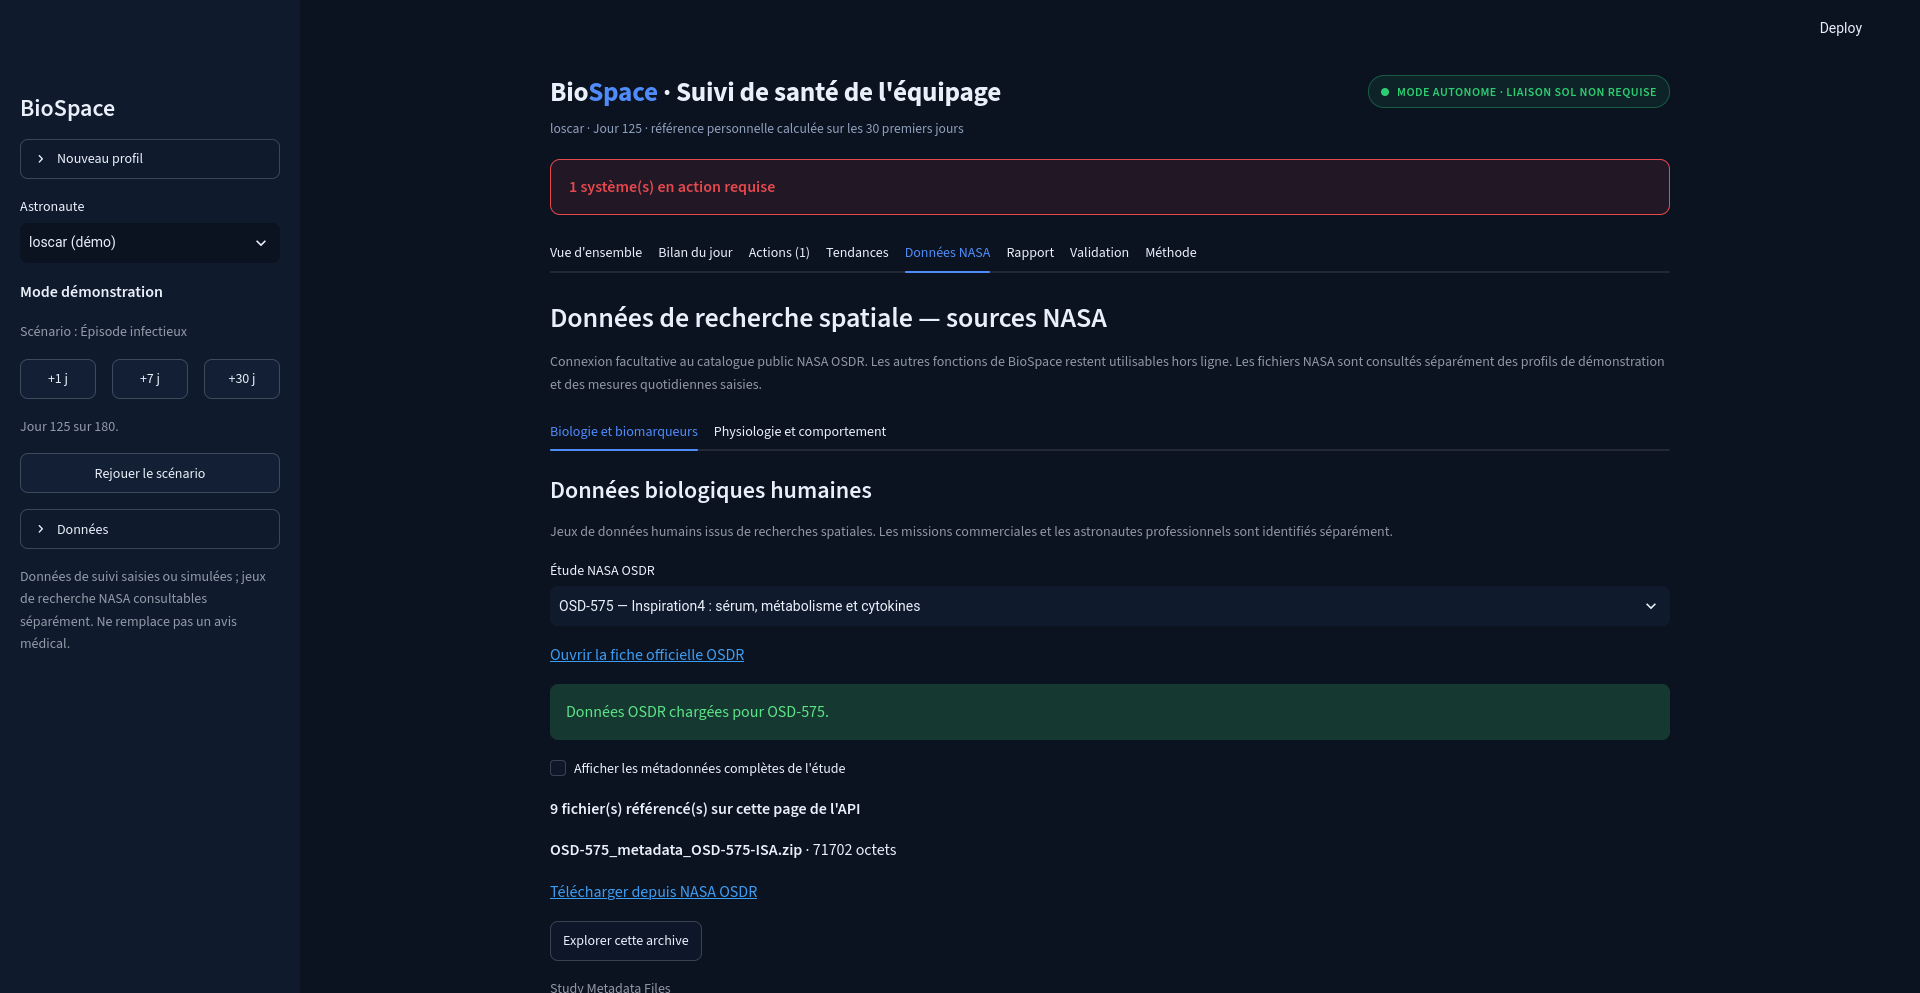 Deploy
BioSpace
Nouveau profil
Astronaute
loscar (démo)
Mode démonstration
Scénario : Épisode infectieux
+1 j
+7 j
+30 j
Jour 125 sur 180.
Rejouer le scénario
Données
Données de suivi saisies ou simulées ; jeux
de recherche NASA consultables
séparément. Ne remplace pas un avis
médical.
BioSpace · Suivi de santé de l'équipage
MODE AUTONOME · LIAISON SOL NON REQUISE
loscar · Jour 125 · référence personnelle calculée sur les 30 premiers jours
1 système(s) en action requise
Vue d'ensemble Bilan du jour Actions (1) Tendances Données NASA Rapport Validation Méthode
Données de recherche spatiale — sources NASA
Connexion facultative au catalogue public NASA OSDR. Les autres fonctions de BioSpace restent utilisables hors ligne. Les fichiers NASA sont consultés séparément des profils de démonstration
et des mesures quotidiennes saisies.
Biologie et biomarqueurs Physiologie et comportement
Données biologiques humaines
Jeux de données humains issus de recherches spatiales. Les missions commerciales et les astronautes professionnels sont identifiés séparément.
Étude NASA OSDR
OSD-575 — Inspiration4 : sérum, métabolisme et cytokines
Ouvrir la fiche officielle OSDR
Données OSDR chargées pour OSD-575.
Afficher les métadonnées complètes de l'étude
9 fichier(s) référencé(s) sur cette page de l'API
OSD-575_metadata_OSD-575-ISA.zip · 71702 octets
Télécharger depuis NASA OSDR
Explorer cette archive
Study Metadata Files